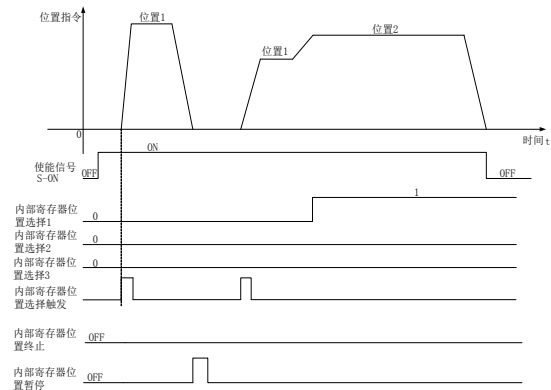 位置指令
位置1
位置1
位置2
0
时间t
使能信号
S-ON
OFF
ON
OFF
内部寄存器位
置选择1
0
1
内部寄存器位
置选择2
0
内部寄存器位
置选择3
0
内部寄存器位
置选择触发
内部寄存器位
置终止
OFF
内部寄存器位
置暂停
OFF